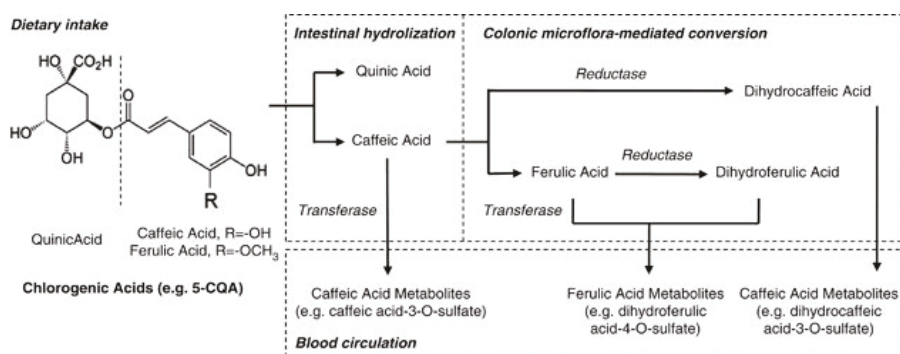 Dietary intake
HO
CO₂H
HO
OH
O
O
OH
R
QuinicAcid
Caffeic Acid, R=-OH
Ferulic Acid, R=-OCH₃
Chlorogenic Acids (e.g. 5-CQA)
Intestinal hydrolization
Quinic Acid
Caffeic Acid
Transferase
Colonic microflora-mediated conversion
Reductase
Dihydrocaffeic Acid
Ferulic Acid
Reductase
Dihydroferulic Acid
Transferase
Caffeic Acid Metabolites
(e.g. caffeic acid-3-O-sulfate)
Ferulic Acid Metabolites
(e.g. dihydroferulic
acid-4-O-sulfate)
Caffeic Acid Metabolites
(e.g. dihydrocaffeic
acid-3-O-sulfate)
Blood circulation